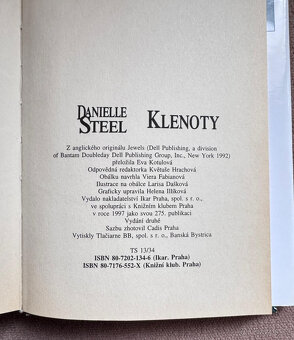 DANIELLE
STEEL KLENOTY
Z anglického originálu Jewels (Dell Publishing, a division
of Bantam Doubleday Dell Publishing Group, Inc., New York 1992)
přeložila Eva Kotulová
Odpovědná redaktorka Květuše Hrachová
Obálku navrhla Viera Fabianová
Ilustrace na obálce Larisa Dašková
Graficky upravila Helena Illiková
Vydalo nakladatelství Ikar Praha, spol. s r. o.,
ve spolupráci s Knižním klubem Praha
v roce 1997 jako svou 275. publikaci
Vydání druhé
Sazbu zhotovil Cadis Praha
Vytiskly Tlačiarne BB, spol. s r. o., Banská Bystrica
TS 13/34
ISBN 80-7202-134-6 (Ikar. Praha)
ISBN 80-7176-552-X (Knižní klub. Praha)